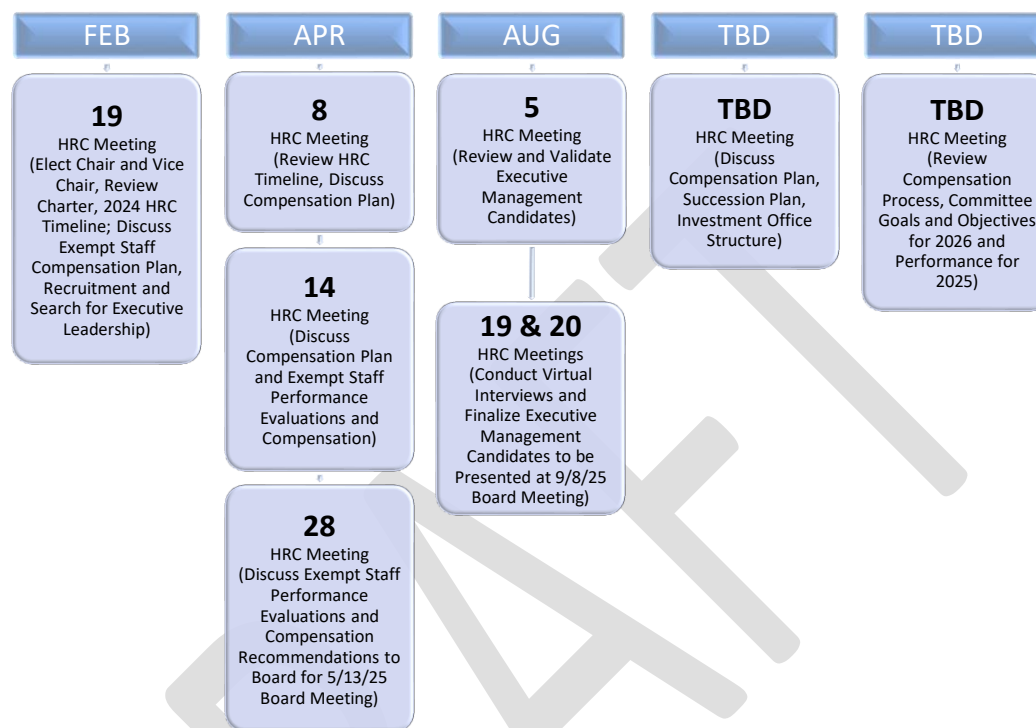 FEB
19
HRC Meeting
(Elect Chair and Vice
Chair, Review
Charter, 2024 HRC
Timeline; Discuss
Exempt Staff
Compensation Plan,
Recruitment and
Search for Executive
Leadership)
APR
8
HRC Meeting
(Review HRC
Timeline, Discuss
Compensation Plan)
14
HRC Meeting
(Discuss
Compensation Plan
and Exempt Staff
Performance
Evaluations and
Compensation)
28
HRC Meeting
(Discuss Exempt Staff
Performance
Evaluations and
Compensation
Recommendations to
Board for 5/13/25
Board Meeting)
AUG
5
HRC Meeting
(Review and Validate
Executive
Management
Candidates)
19 & 20
HRC Meetings
(Conduct Virtual
Interviews and
Finalize Executive
Management
Candidates to be
Presented at 9/8/25
Board Meeting)
TBD
TBD
HRC Meeting
(Discuss
Compensation Plan,
Succession Plan,
Investment Office
Structure)
TBD
TBD
HRC Meeting
(Review
Compensation
Process, Committee
Goals and Objectives
for 2026 and
Performance for
2025)
DRAFT